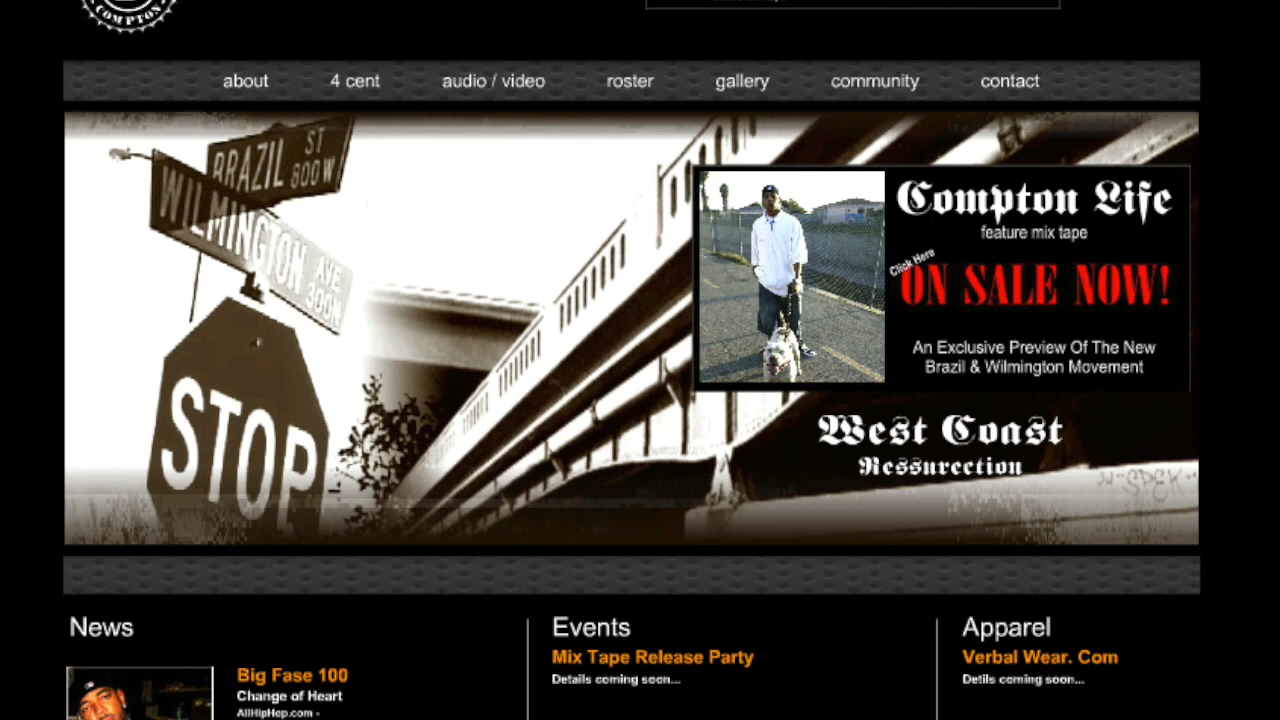 COMPTON
about 4 cent audio / video roster gallery community contact
BRAZIL ST
800 W
WILMINGTON AVE
300N
STOP
Compton Life
feature mix tape
Click Here
ON SALE NOW!
An Exclusive Preview Of The New
Brazil & Wilmington Movement
West Coast
Ressurection
SPEK
News
Big Fase 100
Change of Heart
AllHipHop.com -
Events
Mix Tape Release Party
Details coming soon...
Apparel
Verbal Wear. Com
Detils coming soon...